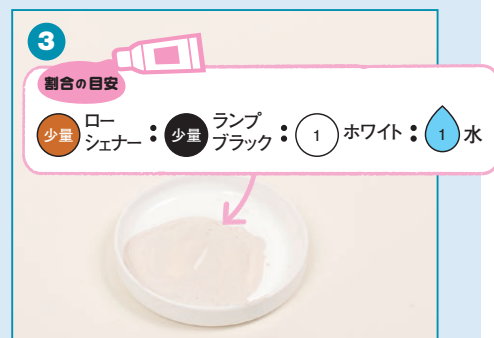 3
割合の目安
少量 ロー
シェナー : 少量 ランプ
ブラック : 1 ホワイト : 1 水